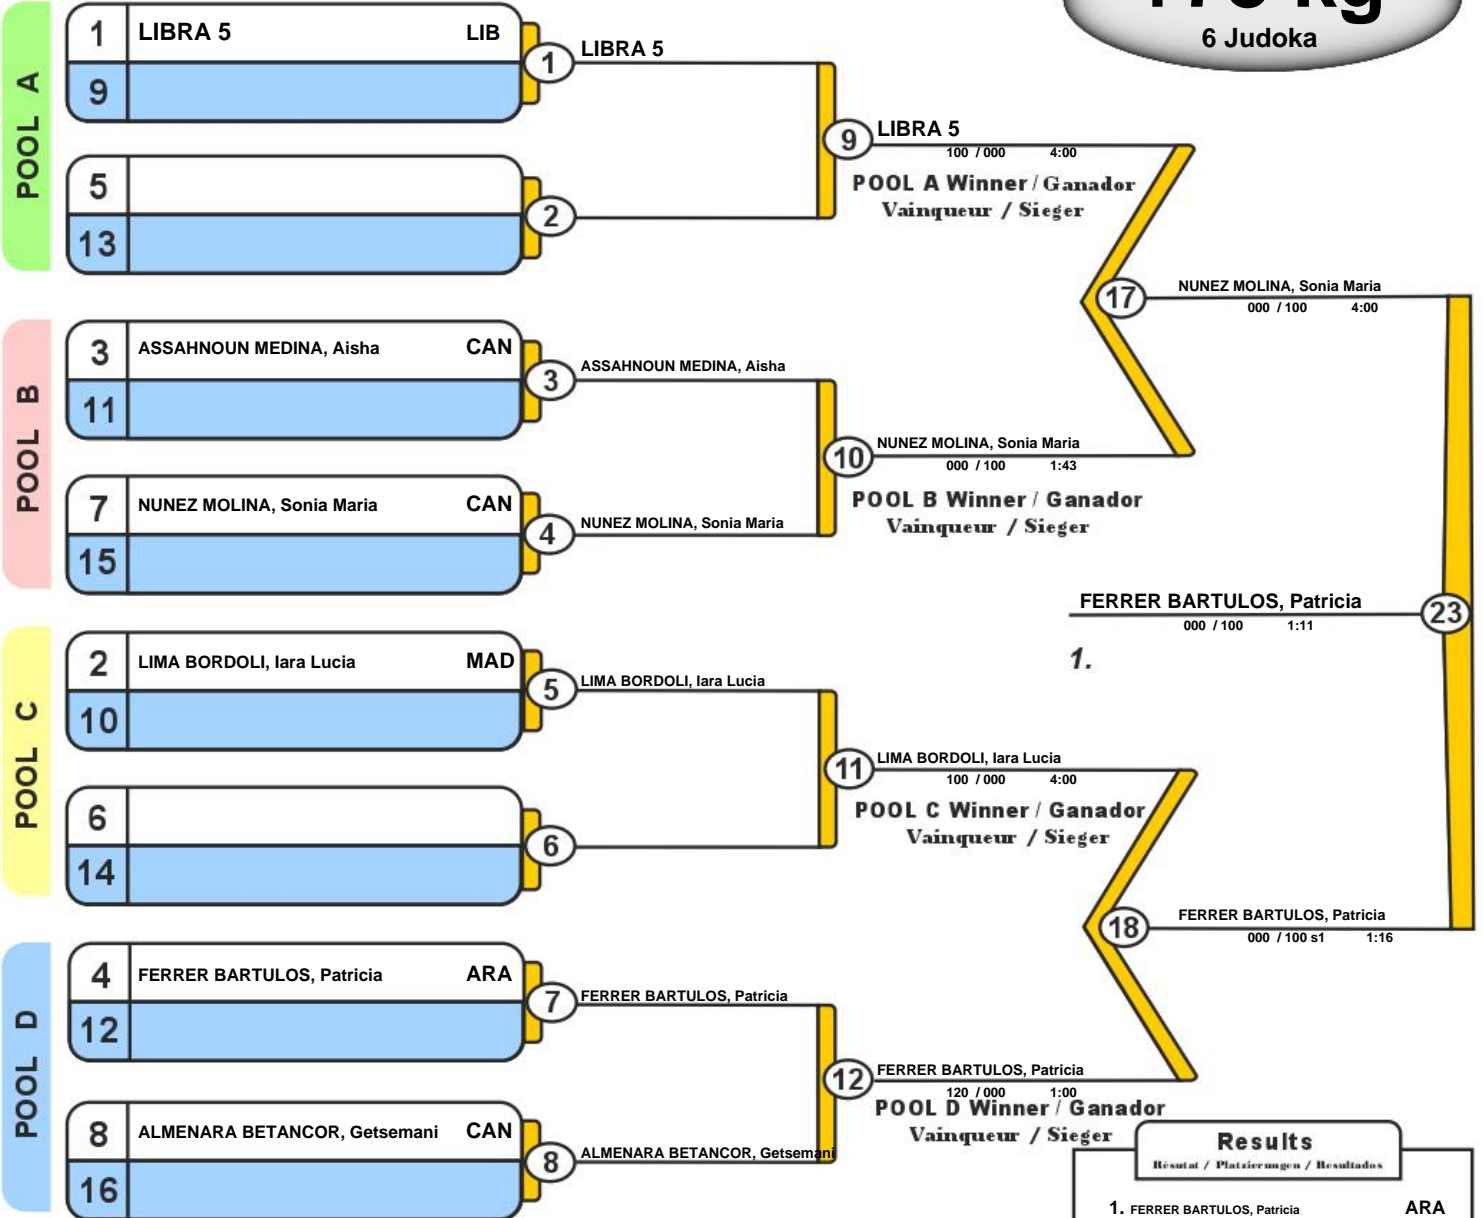 6 Judoka
POOL A
1 LIBRA 5 LIB
9
1 LIBRA 5
5
13
2
9 LIBRA 5
100 / 000 4:00
POOL A Winner / Ganador
Vainqueur / Sieger
17 NUNEZ MOLINA, Sonia Maria
000 / 100 4:00
POOL B
3 ASSAHNOUN MEDINA, Aisha CAN
11
3 ASSAHNOUN MEDINA, Aisha
7 NUNEZ MOLINA, Sonia Maria CAN
15
4 NUNEZ MOLINA, Sonia Maria
10 NUNEZ MOLINA, Sonia Maria
000 / 100 1:43
POOL B Winner / Ganador
Vainqueur / Sieger
FERRER BARTULOS, Patricia 23
000 / 100 1:11
1.
POOL C
2 LIMA BORDOLI, Iara Lucia MAD
10
5 LIMA BORDOLI, Iara Lucia
6
14
6
11 LIMA BORDOLI, Iara Lucia
100 / 000 4:00
POOL C Winner / Ganador
Vainqueur / Sieger
18 FERRER BARTULOS, Patricia
000 / 100 s1 1:16
POOL D
4 FERRER BARTULOS, Patricia ARA
12
7 FERRER BARTULOS, Patricia
8 ALMENARA BETANCOR, Getsemani CAN
16
8 ALMENARA BETANCOR, Getsemani
12 FERRER BARTULOS, Patricia
120 / 000 1:00
POOL D Winner / Ganador
Vainqueur / Sieger
Results
Résutat / Platzierungen / Resultados
1. FERRER BARTULOS, Patricia ARA